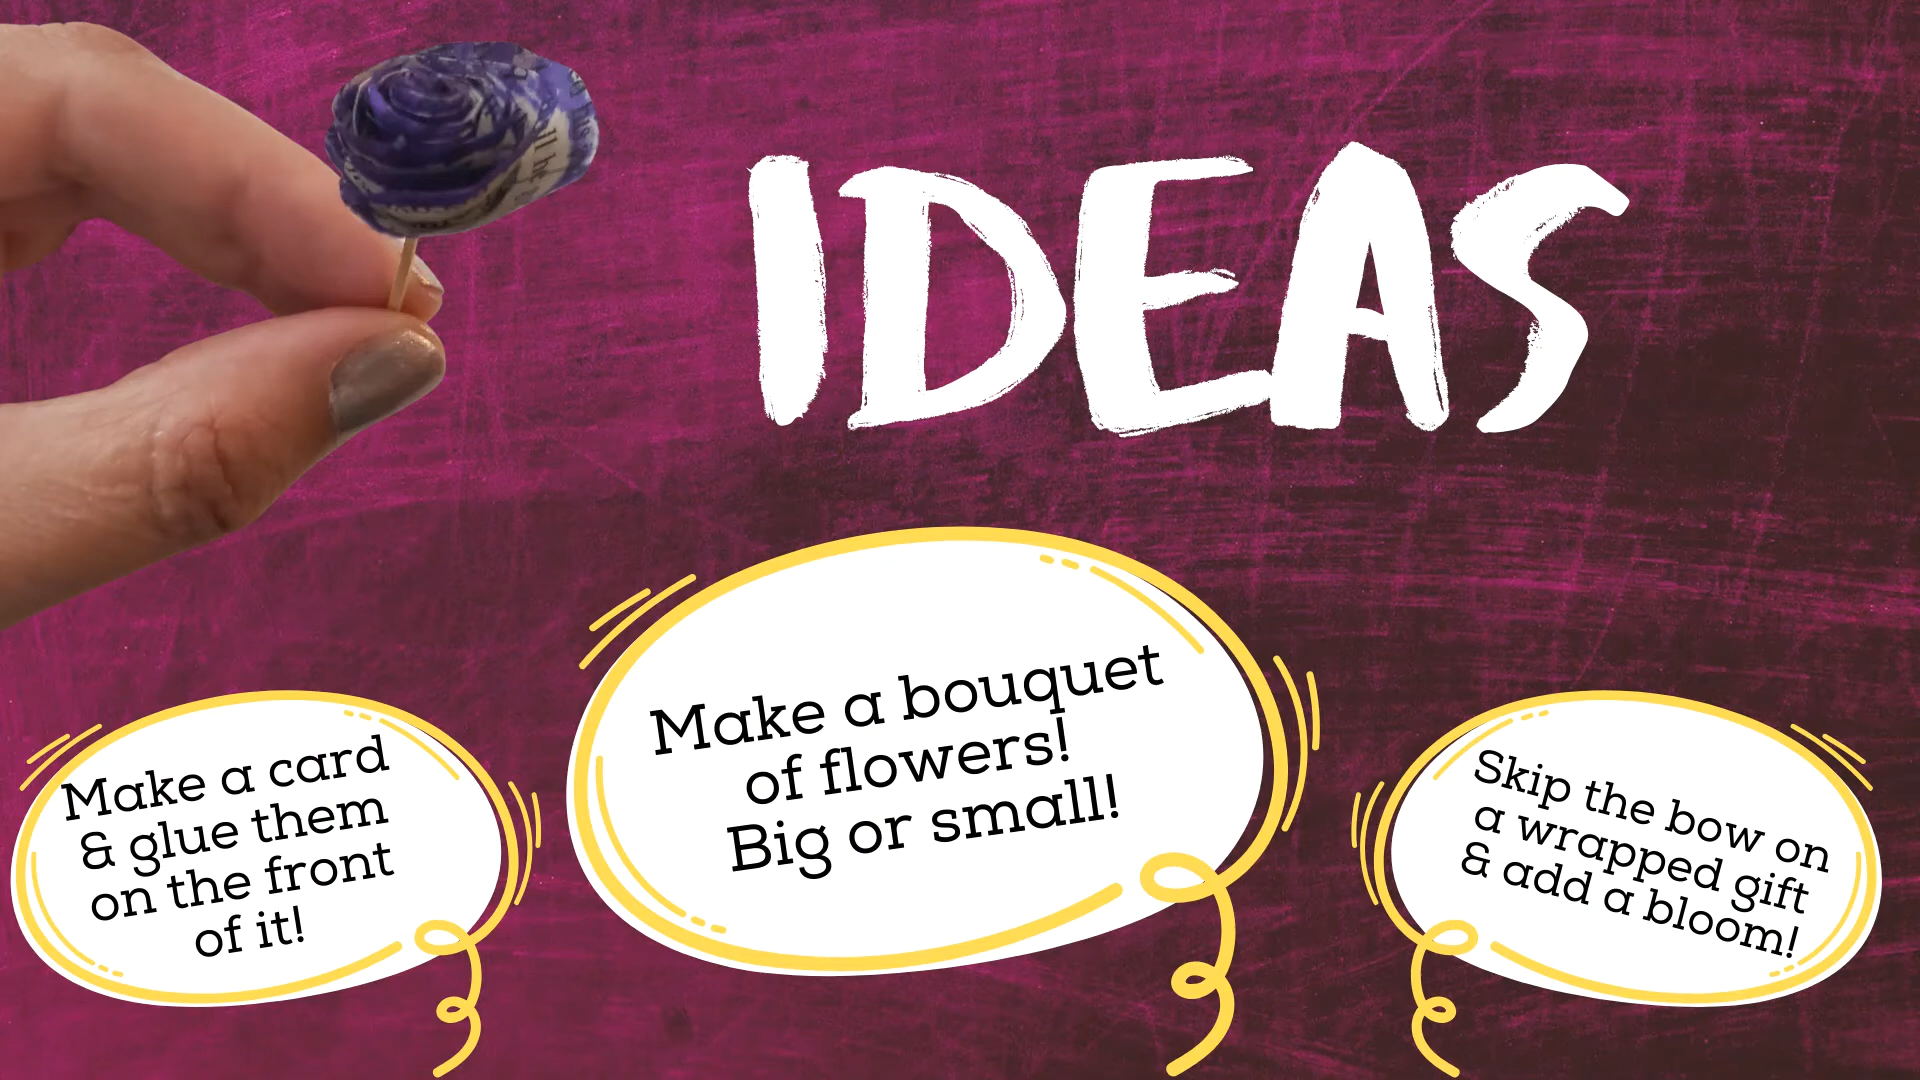 IDEAS
Make a card
& glue them
on the front
of it!
Make a bouquet
of flowers!
Big or small!
Skip the bow on
a wrapped gift
& add a bloom!